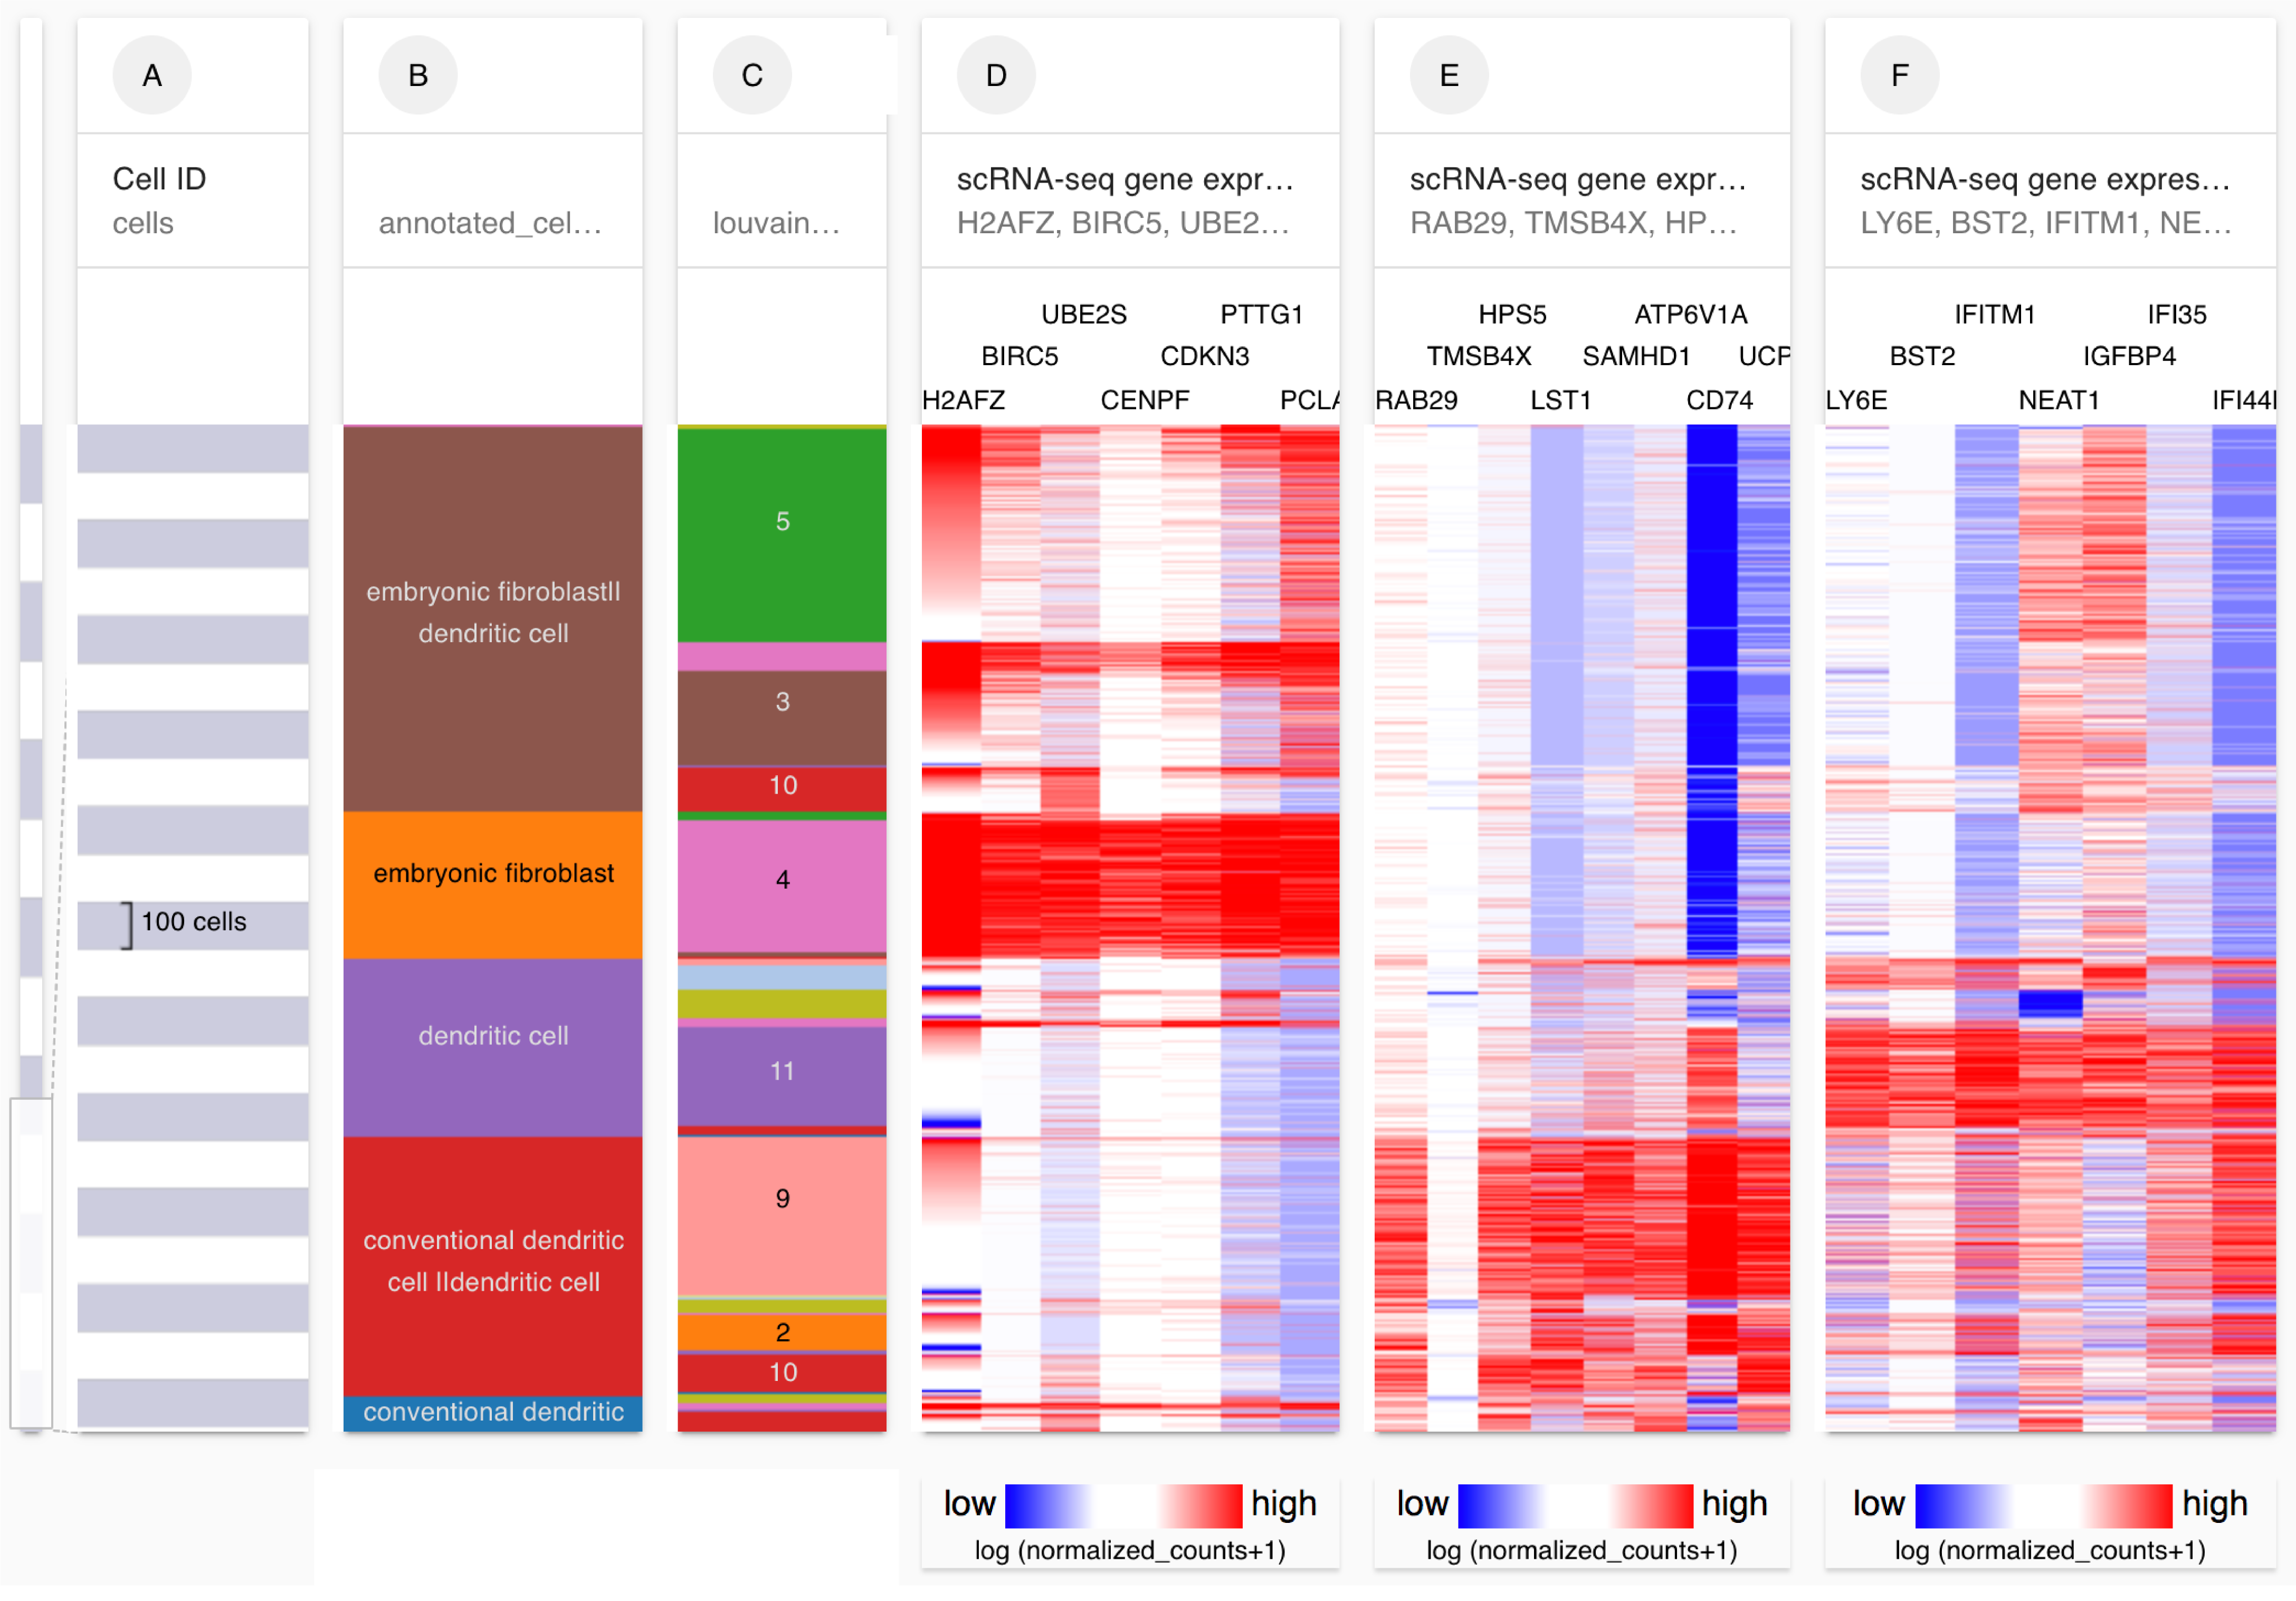 A
B
C
D
E
F
Cell ID
cells
annotated_cel...
louvain...
scRNA-seq gene expr...
H2AFZ, BIRC5, UBE2...
scRNA-seq gene expr...
RAB29, TMSB4X, HP...
scRNA-seq gene expres...
LY6E, BST2, IFITM1, NE...
UBE2S
PTTG1
BIRC5
CDKN3
H2AFZ
CENPF
PCLA
HPS5
ATP6V1A
TMSB4X
SAMHD1
UCP
RAB29
LST1
CD74
IFITM1
IFI35
BST2
IGFBP4
LY6E
NEAT1
IFI44l
100 cells
embryonic fibroblastII
dendritic cell
embryonic fibroblast
dendritic cell
conventional dendritic
cell IIdendritic cell
conventional dendritic
5
3
10
4
11
9
2
10
low
high
log (normalized_counts+1)
low
high
log (normalized_counts+1)
low
high
log (normalized_counts+1)